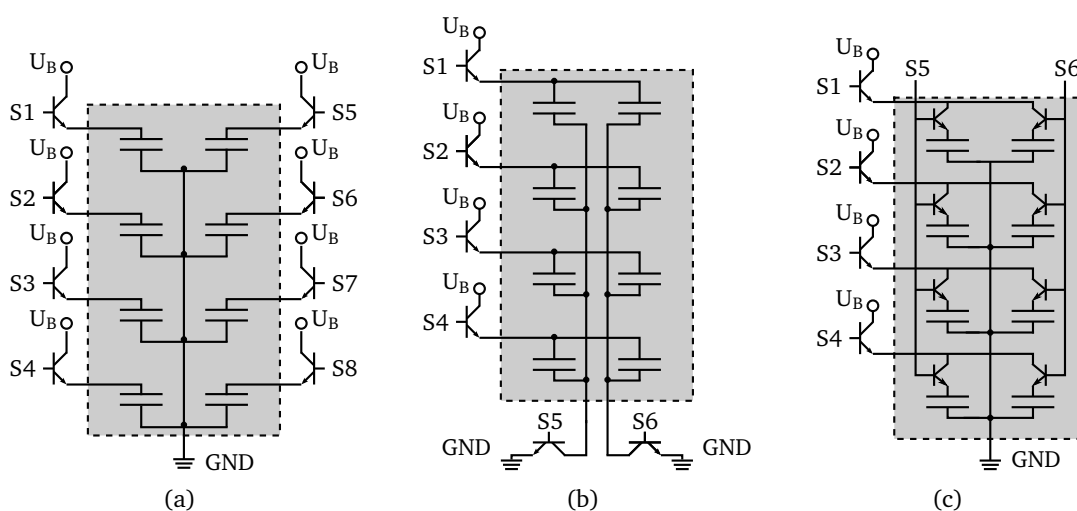 U_B U_B
S1 S5
U_B U_B
S2 S6
U_B U_B
S3 S7
U_B U_B
S4 S8
GND
(a)
U_B
S1
U_B
S2
U_B
S3
U_B
S4
S5 S6
GND GND
(b)
U_B
S5 S6
S1
U_B
S2
U_B
S3
U_B
S4
GND
(c)